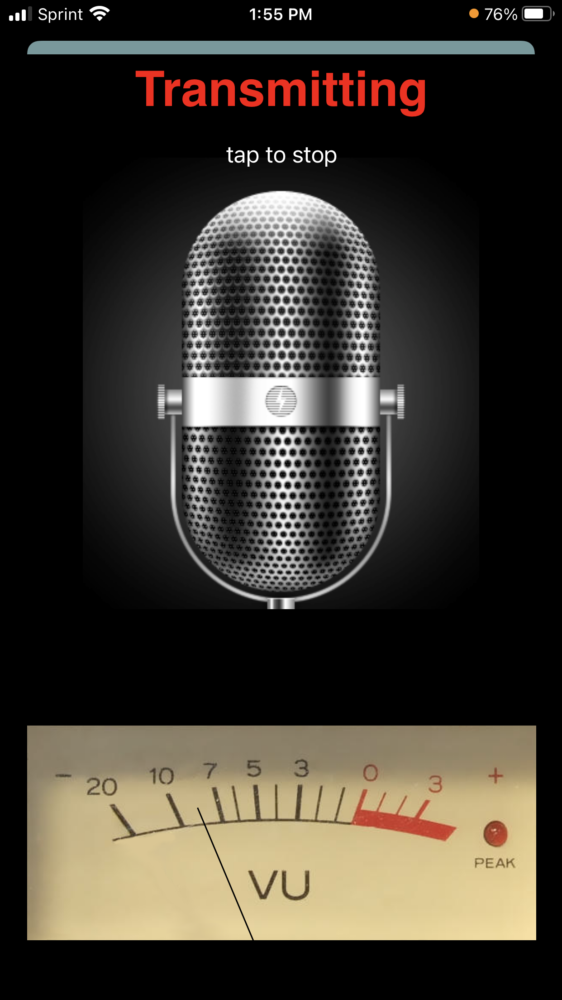 Sprint 1:55 PM 76%
Transmitting
tap to stop
- 20 10 7 5 3 0 3 +
PEAK
VU